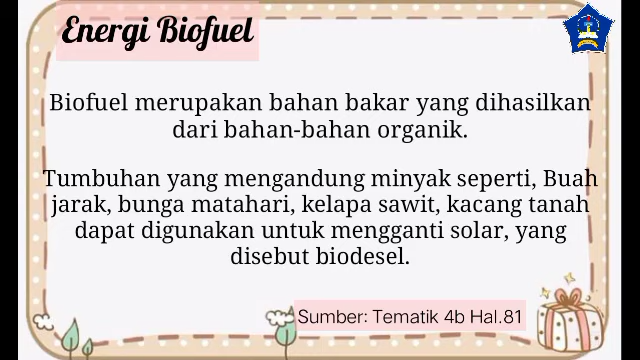 Energi Biofuel
Biofuel merupakan bahan bakar yang dihasilkan
dari bahan-bahan organik.
Tumbuhan yang mengandung minyak seperti, Buah
jarak, bunga matahari, kelapa sawit, kacang tanah
dapat digunakan untuk mengganti solar, yang
disebut biodesel.
Sumber: Tematik 4b Hal.81